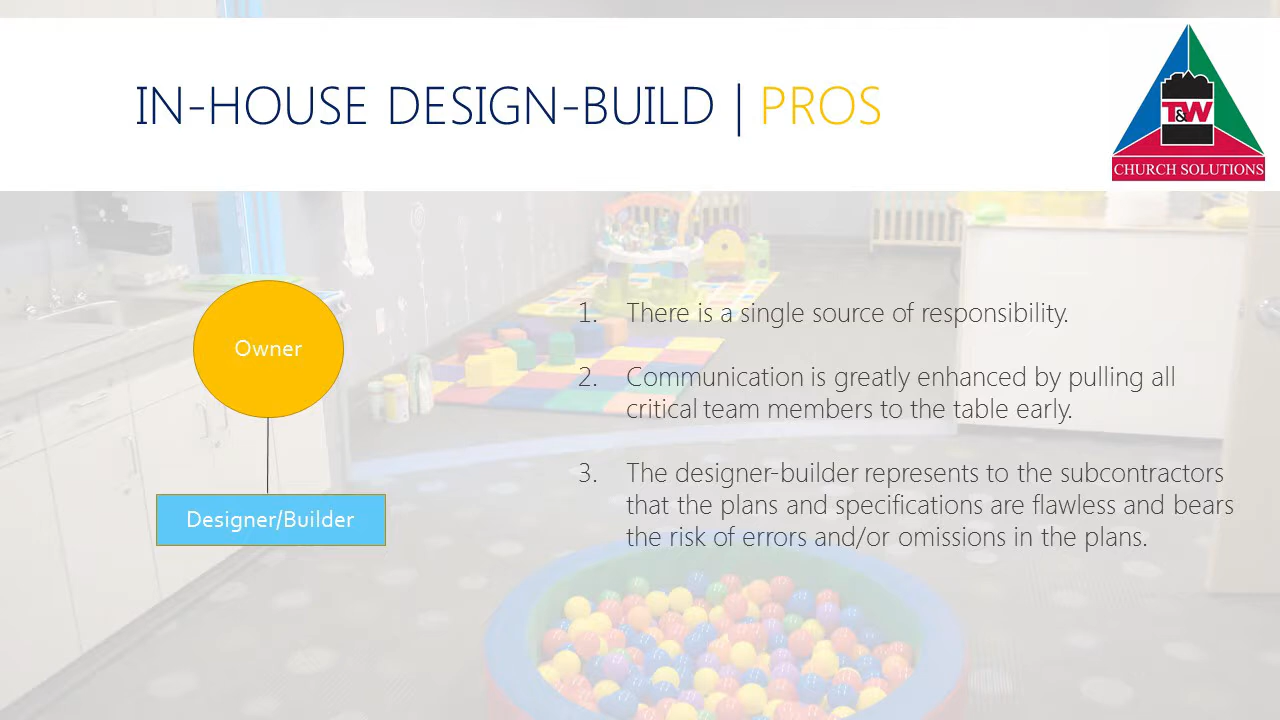 IN-HOUSE DESIGN-BUILD | PROS
T&W
CHURCH SOLUTIONS
Owner
Designer/Builder
1. There is a single source of responsibility.
2. Communication is greatly enhanced by pulling all
critical team members to the table early.
3. The designer-builder represents to the subcontractors
that the plans and specifications are flawless and bears
the risk of errors and/or omissions in the plans.